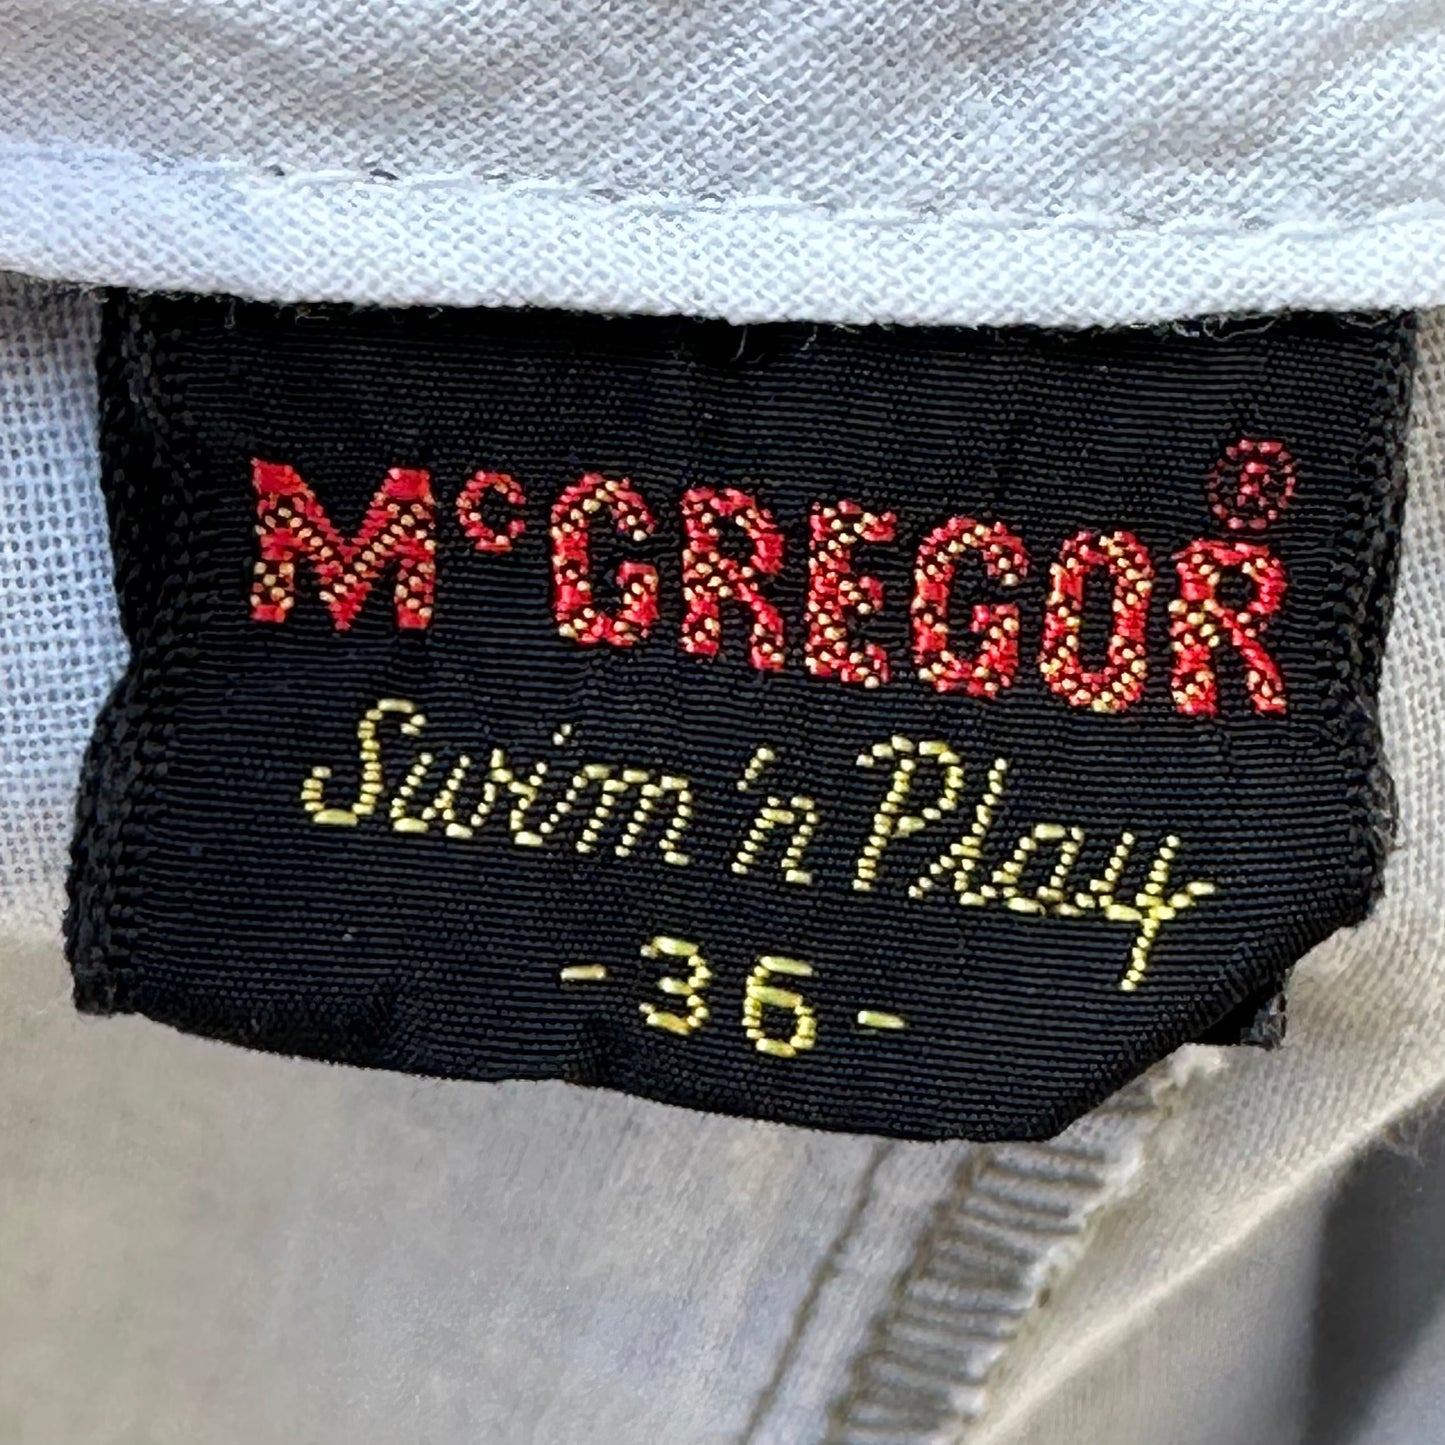 McGREGOR®
Swim 'n Play
-36-